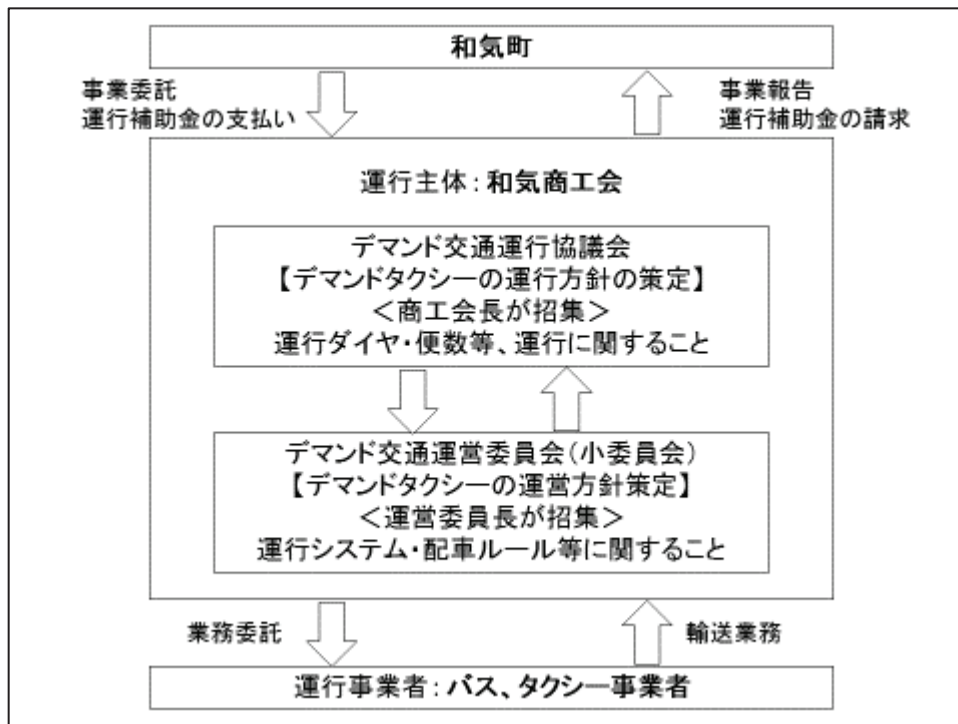 和気町
事業委託
運行補助金の支払い
事業報告
運行補助金の請求
運行主体：和気商工会
デマンド交通運行協議会
【デマンドタクシーの運行方針の策定】
＜商工会長が招集＞
運行ダイヤ・便数等、運行に関すること
デマンド交通運営委員会（小委員会）
【デマンドタクシーの運営方針策定】
＜運営委員長が招集＞
運行システム・配車ルール等に関すること
業務委託
輸送業務
運行事業者：バス、タクシー事業者